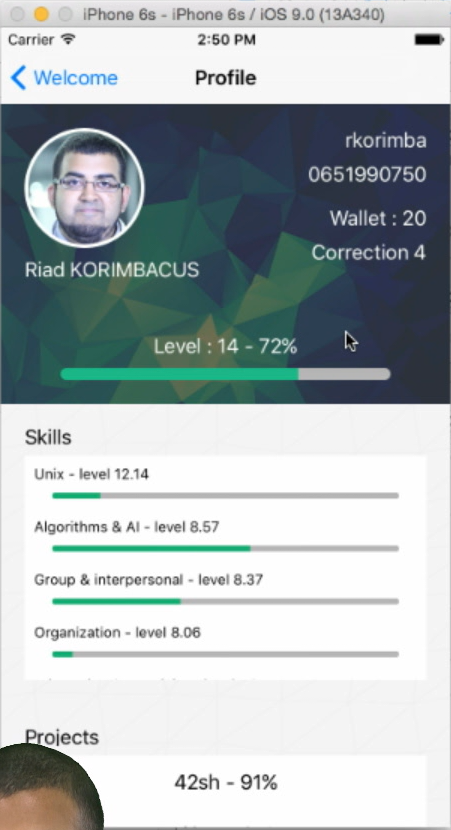 iPhone 6s - iPhone 6s / iOS 9.0 (13A340)
Carrier 2:50 PM
Welcome Profile
rkorimba
0651990750
Wallet : 20
Correction 4
Riad KORIMBACUS
Level : 14 - 72%
Skills
Unix - level 12.14
Algorithms & AI - level 8.57
Group & interpersonal - level 8.37
Organization - level 8.06
Projects
42sh - 91%